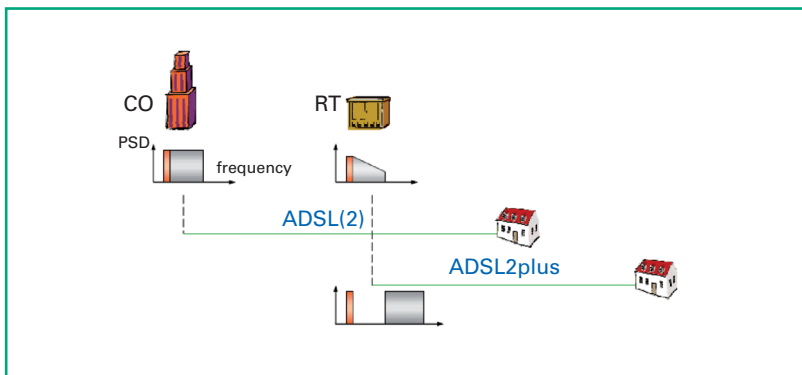 CO
RT
PSD
frequency
ADSL(2)
ADSL2plus